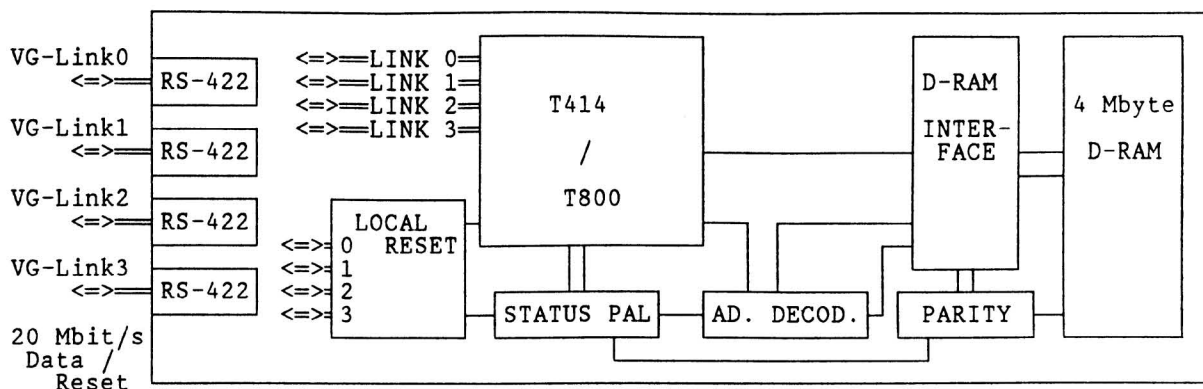 VG-Link0
<=>== RS-422
VG-Link1
<=>== RS-422
VG-Link2
<=>== RS-422
VG-Link3
<=>== RS-422
20 Mbit/s
Data /
Reset
<=>==LINK 0==
<=>==LINK 1==
<=>==LINK 2==
<=>==LINK 3==
T414
/
T800
LOCAL
RESET
<=>= 0
<=>= 1
<=>= 2
<=>= 3
STATUS PAL
AD. DECOD.
D-RAM
INTER-
FACE
PARITY
4 Mbyte
D-RAM